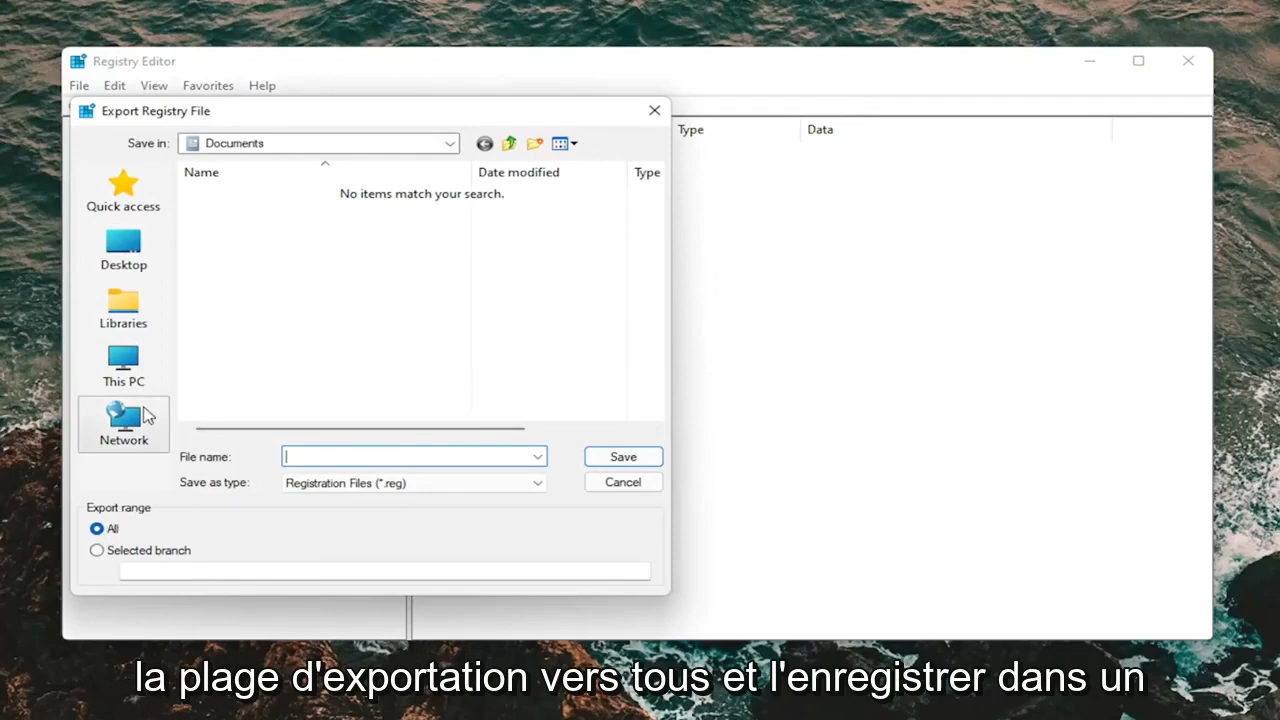 Registry Editor
File Edit View Favorites Help
Export Registry File
Type Data
Save in: Documents
Name Date modified Type
No items match your search.
Quick access
Desktop
Libraries
This PC
Network
File name: Save
Save as type: Registration Files (*.reg) Cancel
Export range
All
Selected branch
la plage d'exportation vers tous et l'enregistrer dans un